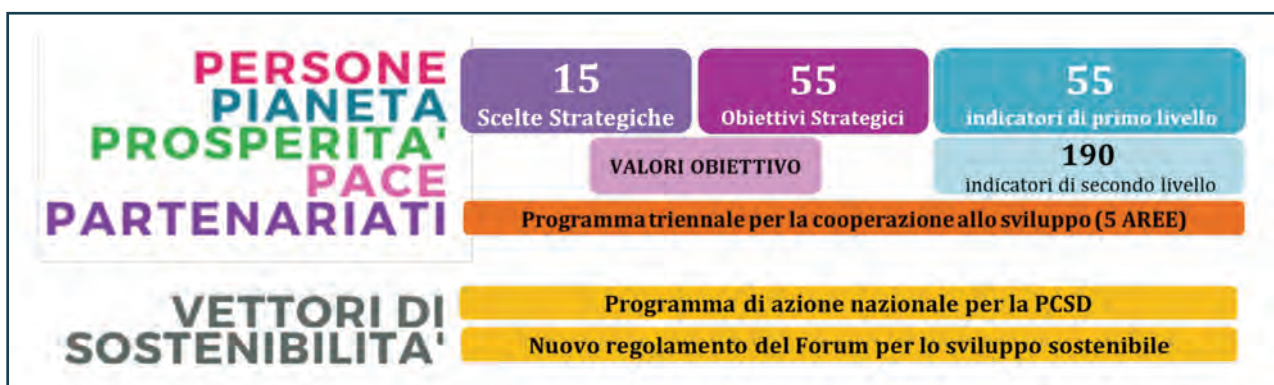 PERSONE
PIANETA
PROSPERITA'
PACE
PARTENARIATI
15
Scelte Strategiche
55
Obiettivi Strategici
55
indicatori di primo livello
VALORI OBIETTIVO
190
indicatori di secondo livello
Programma triennale per la cooperazione allo sviluppo (5 AREE)
VETTORI DI
SOSTENIBILITA'
Programma di azione nazionale per la PCSD
Nuovo regolamento del Forum per lo sviluppo sostenibile